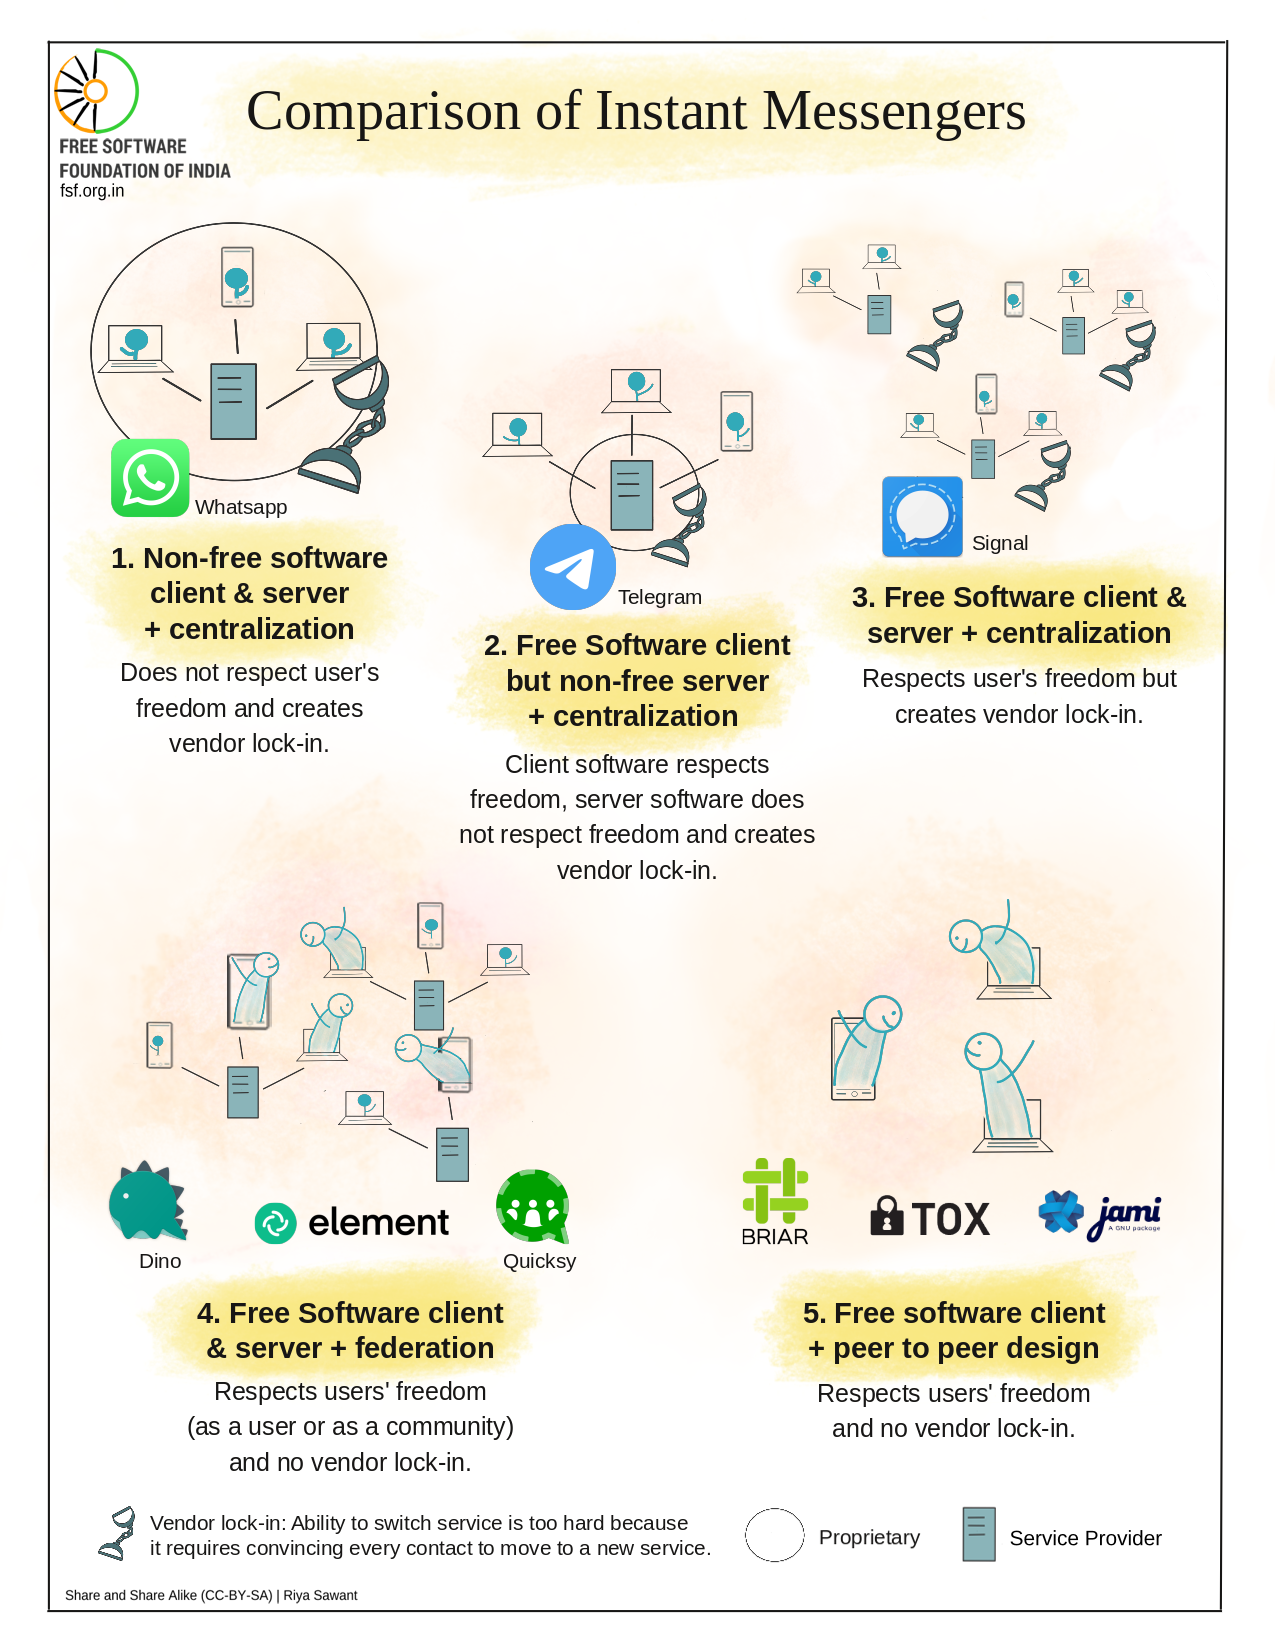 Comparison of Instant Messengers
FREE SOFTWARE
FOUNDATION OF INDIA
fsf.org.in
Whatsapp
1. Non-free software
client & server
+ centralization
Does not respect user's
freedom and creates
vendor lock-in.
Telegram
2. Free Software client
but non-free server
+ centralization
Client software respects
freedom, server software does
not respect freedom and creates
vendor lock-in.
Signal
3. Free Software client &
server + centralization
Respects user's freedom but
creates vendor lock-in.
Dino
element
Quicksy
4. Free Software client
& server + federation
Respects users' freedom
(as a user or as a community)
and no vendor lock-in.
BRIAR
TOX
jami
A GNU package
5. Free software client
+ peer to peer design
Respects users' freedom
and no vendor lock-in.
Vendor lock-in: Ability to switch service is too hard because
it requires convincing every contact to move to a new service.
Proprietary
Service Provider
Share and Share Alike (CC-BY-SA) | Riya Sawant